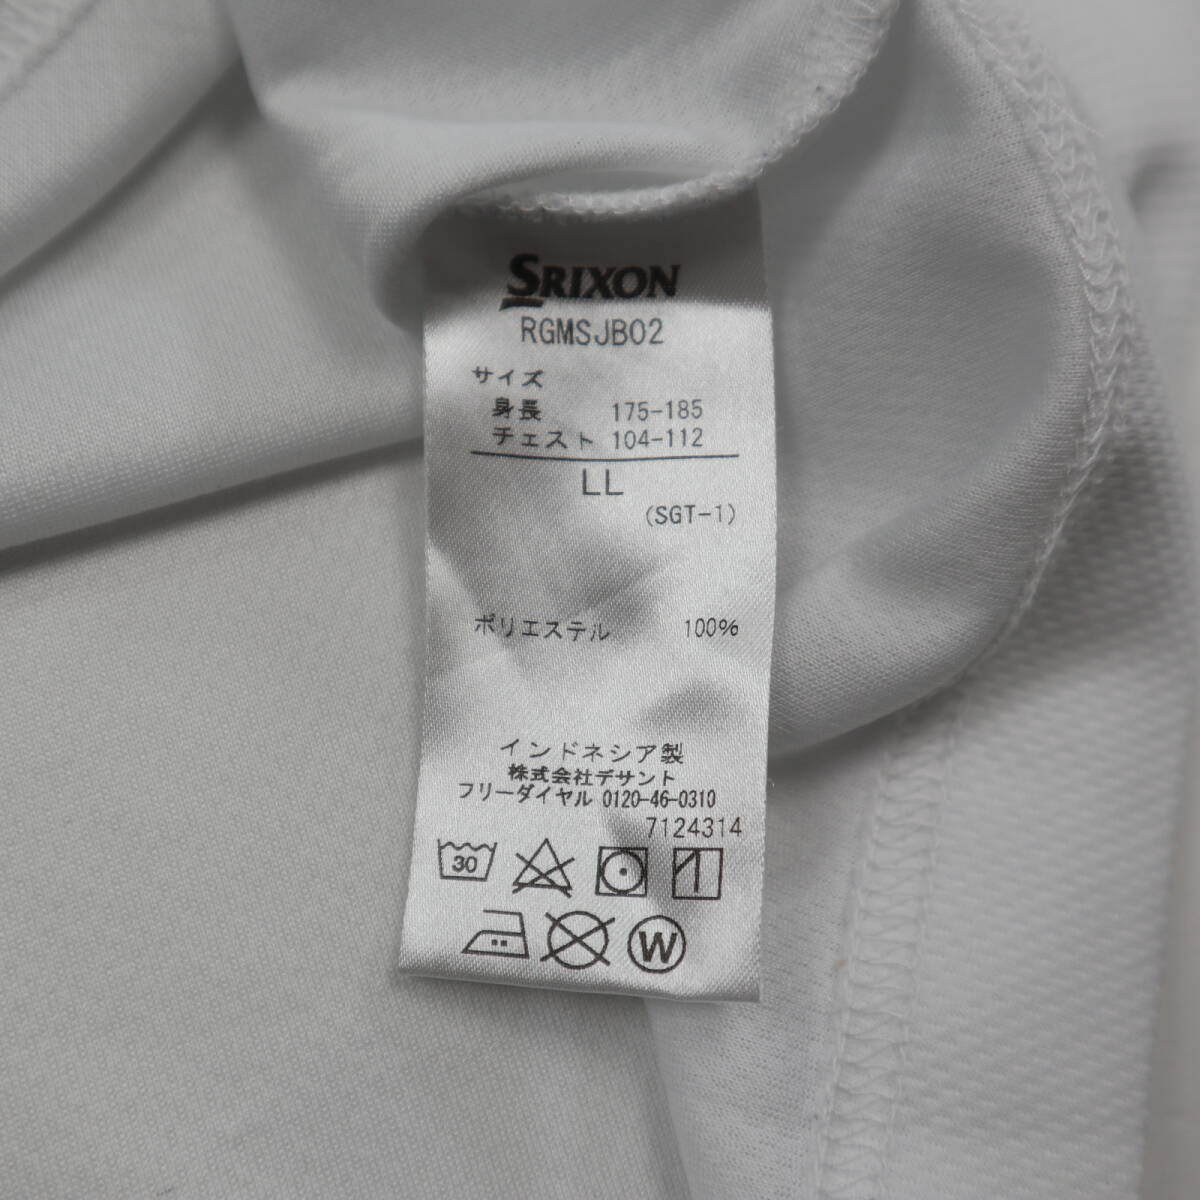 SRIXON
RGMSJB02
サイズ
身長 175-185
チェスト 104-112
LL
(SGT-1)
ポリエステル 100%
インドネシア製
株式会社デサント
フリーダイヤル 0120-46-0310
7124314
30
W